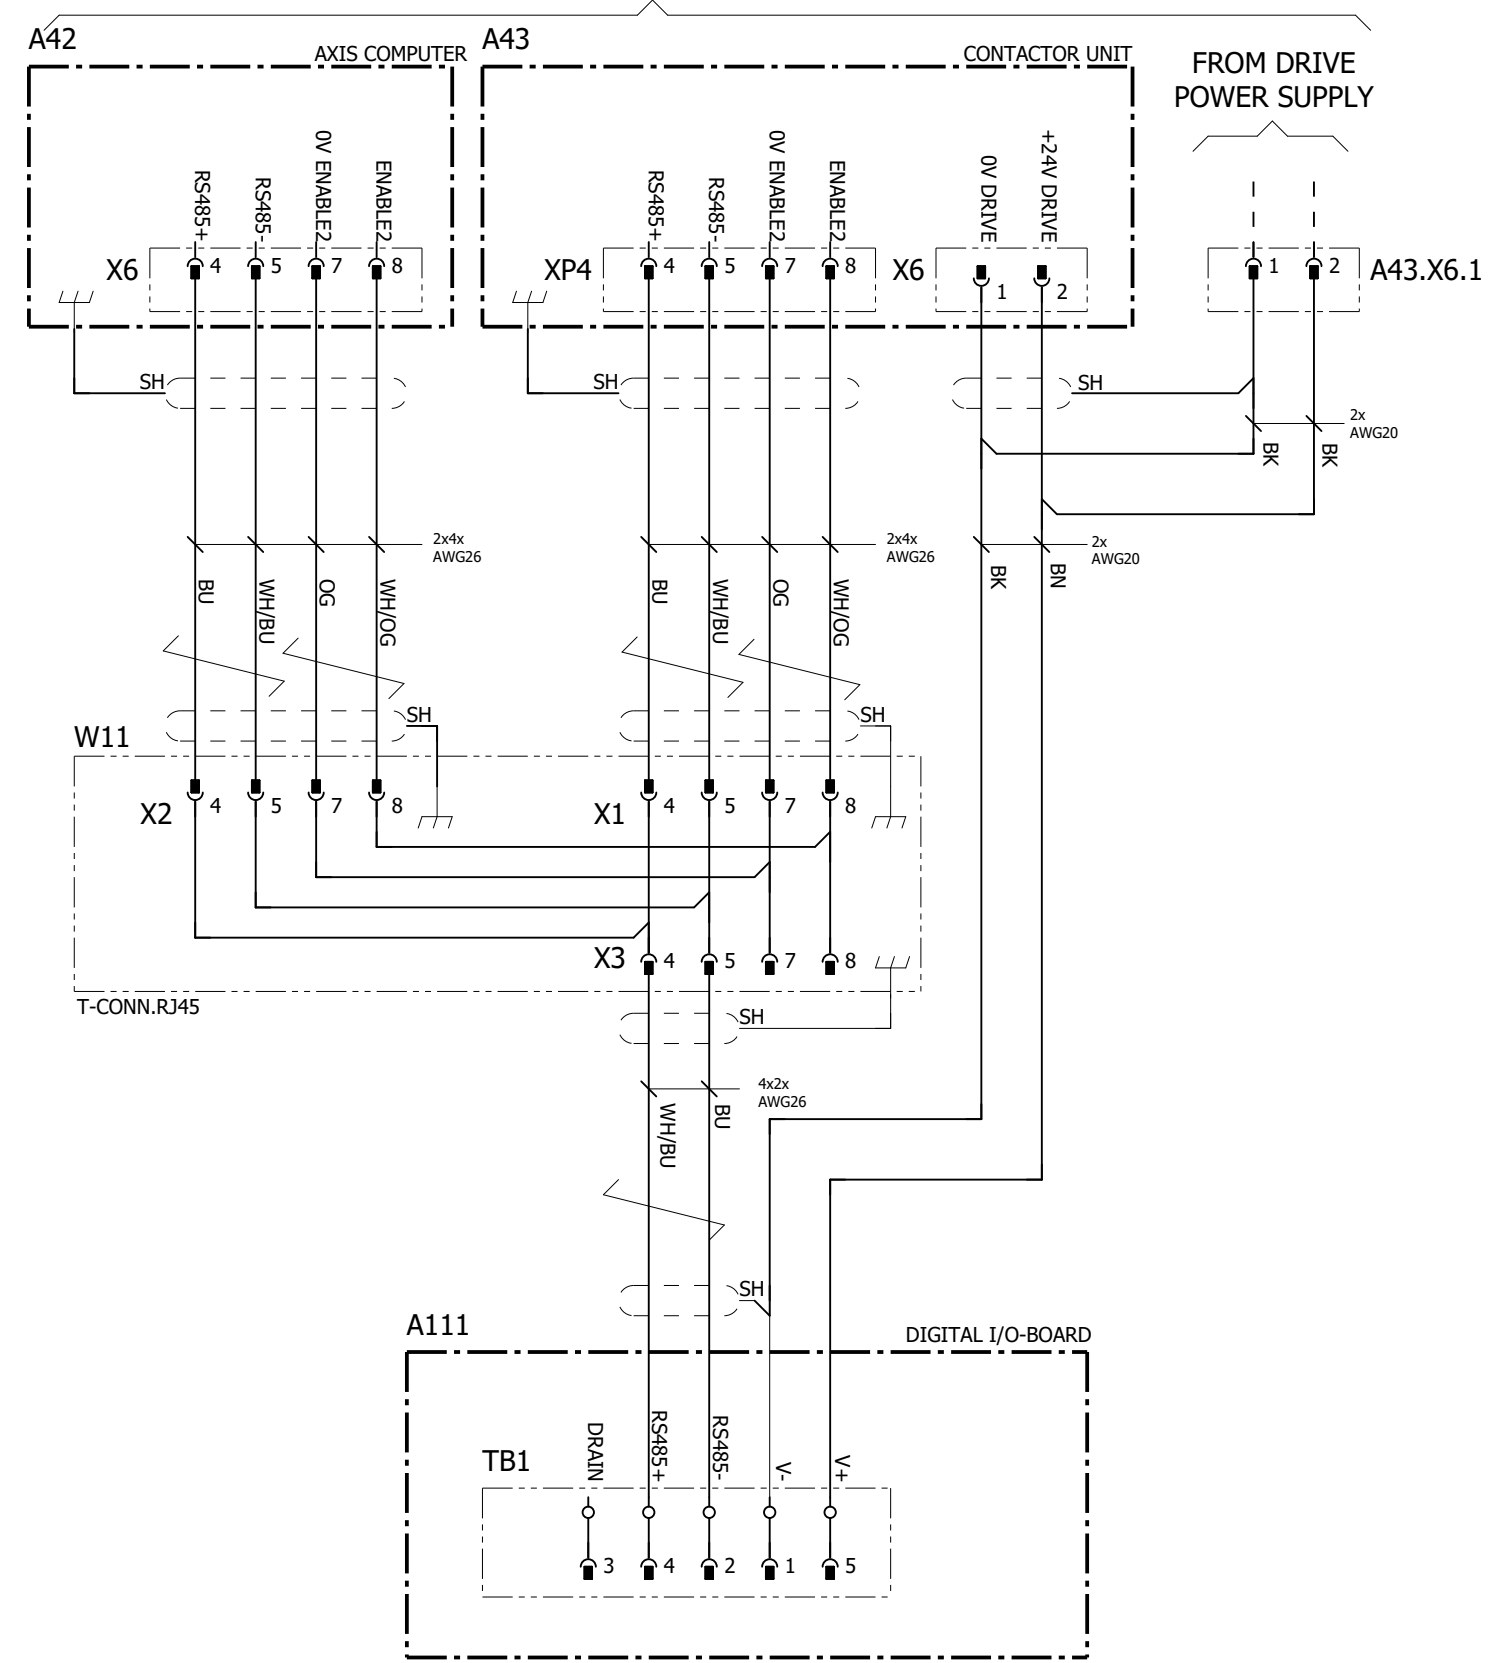 A42
AXIS COMPUTER
A43
CONTACTOR UNIT
FROM DRIVE
POWER SUPPLY
RS485+
RS485-
0V ENABLE2
ENABLE2
RS485+
RS485-
0V ENABLE2
ENABLE2
0V DRIVE
+24V DRIVE
X6
4
5
7
8
XP4
4
5
7
8
X6
1
2
1
2
A43.X6.1
SH
SH
SH
2x
AWG20
BK
BK
2x4x
AWG26
2x4x
AWG26
2x
AWG20
BU
WH/BU
OG
WH/OG
BU
WH/BU
OG
WH/OG
BK
BN
SH
SH
W11
X2
4
5
7
8
X1
4
5
7
8
X3
4
5
7
8
T-CONN.RJ45
SH
4x2x
AWG26
WH/BU
BU
SH
A111
DIGITAL I/O-BOARD
TB1
DRAIN
RS485+
RS485-
V-
V+
3
4
2
1
5